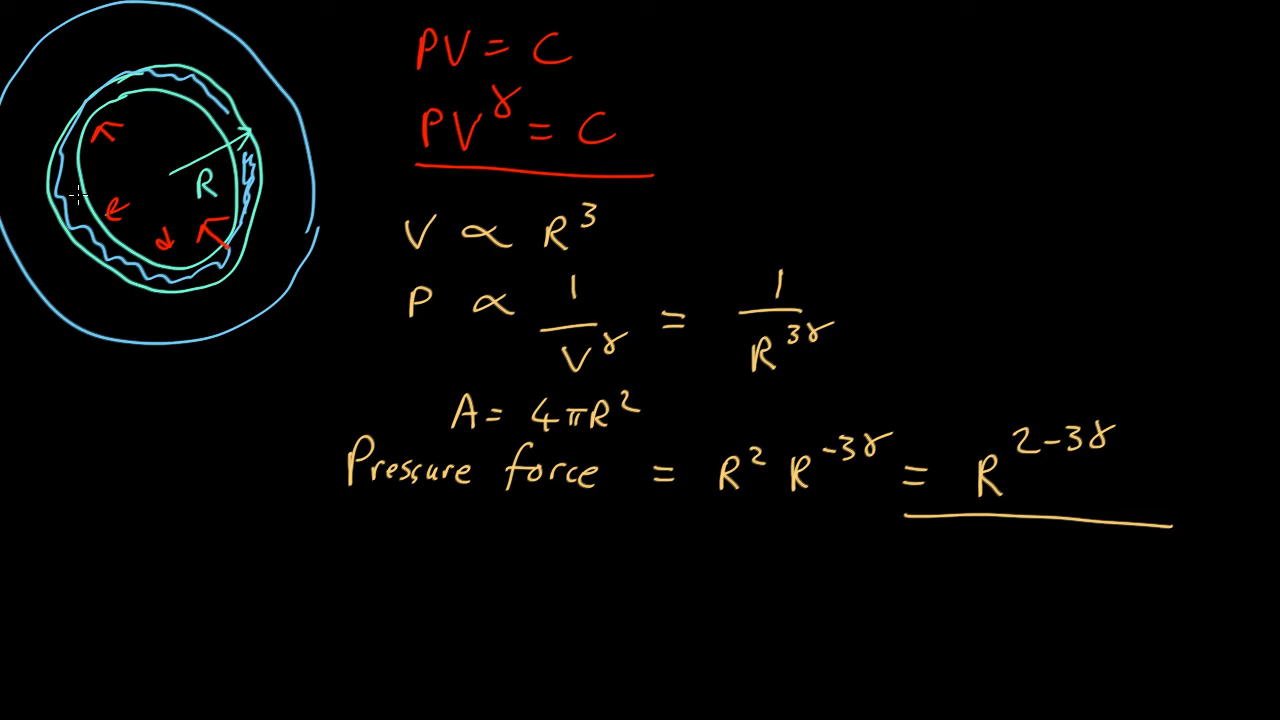 R
PV = C
PV^γ = C
V ∝ R^3
P ∝ 1/V^γ = 1/R^{3γ}
A = 4πR^2
Pressure force = R^2 R^{-3γ} = R^{2-3γ}